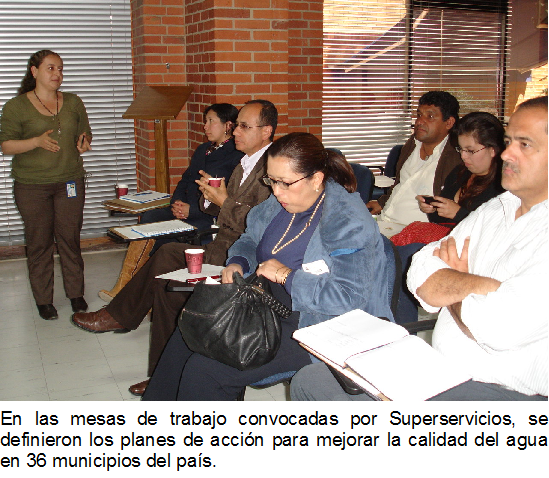 En las mesas de trabajo convocadas por Superservicios, se
definieron los planes de acción para mejorar la calidad del agua
en 36 municipios del país.